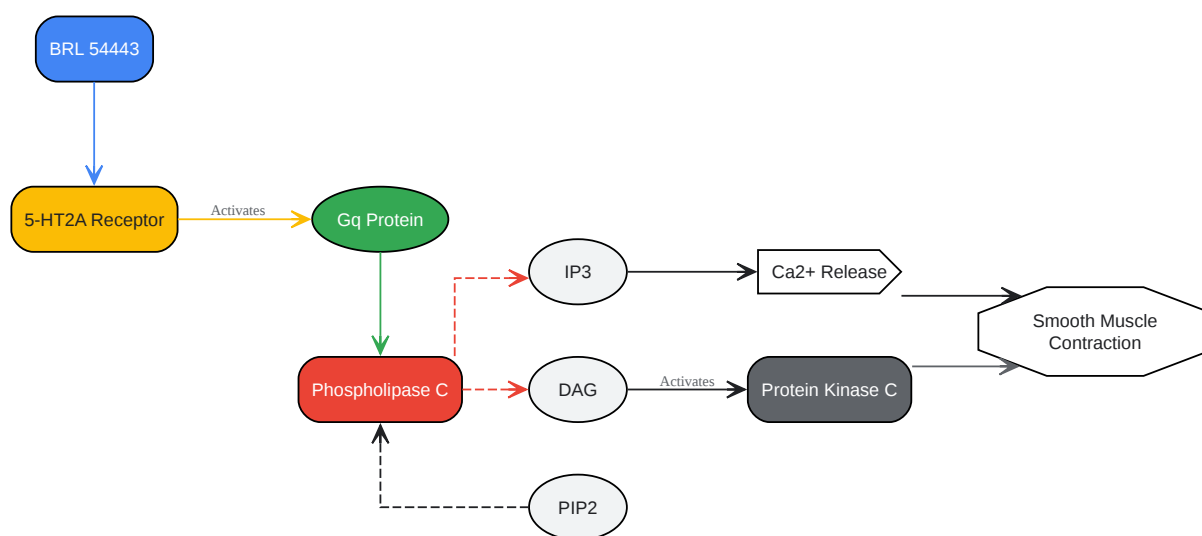 BRL 54443
5-HT2A Receptor
Activates
Gq Protein
IP3
Ca2+ Release
Smooth Muscle
Contraction
Phospholipase C
DAG
Activates
Protein Kinase C
PIP2